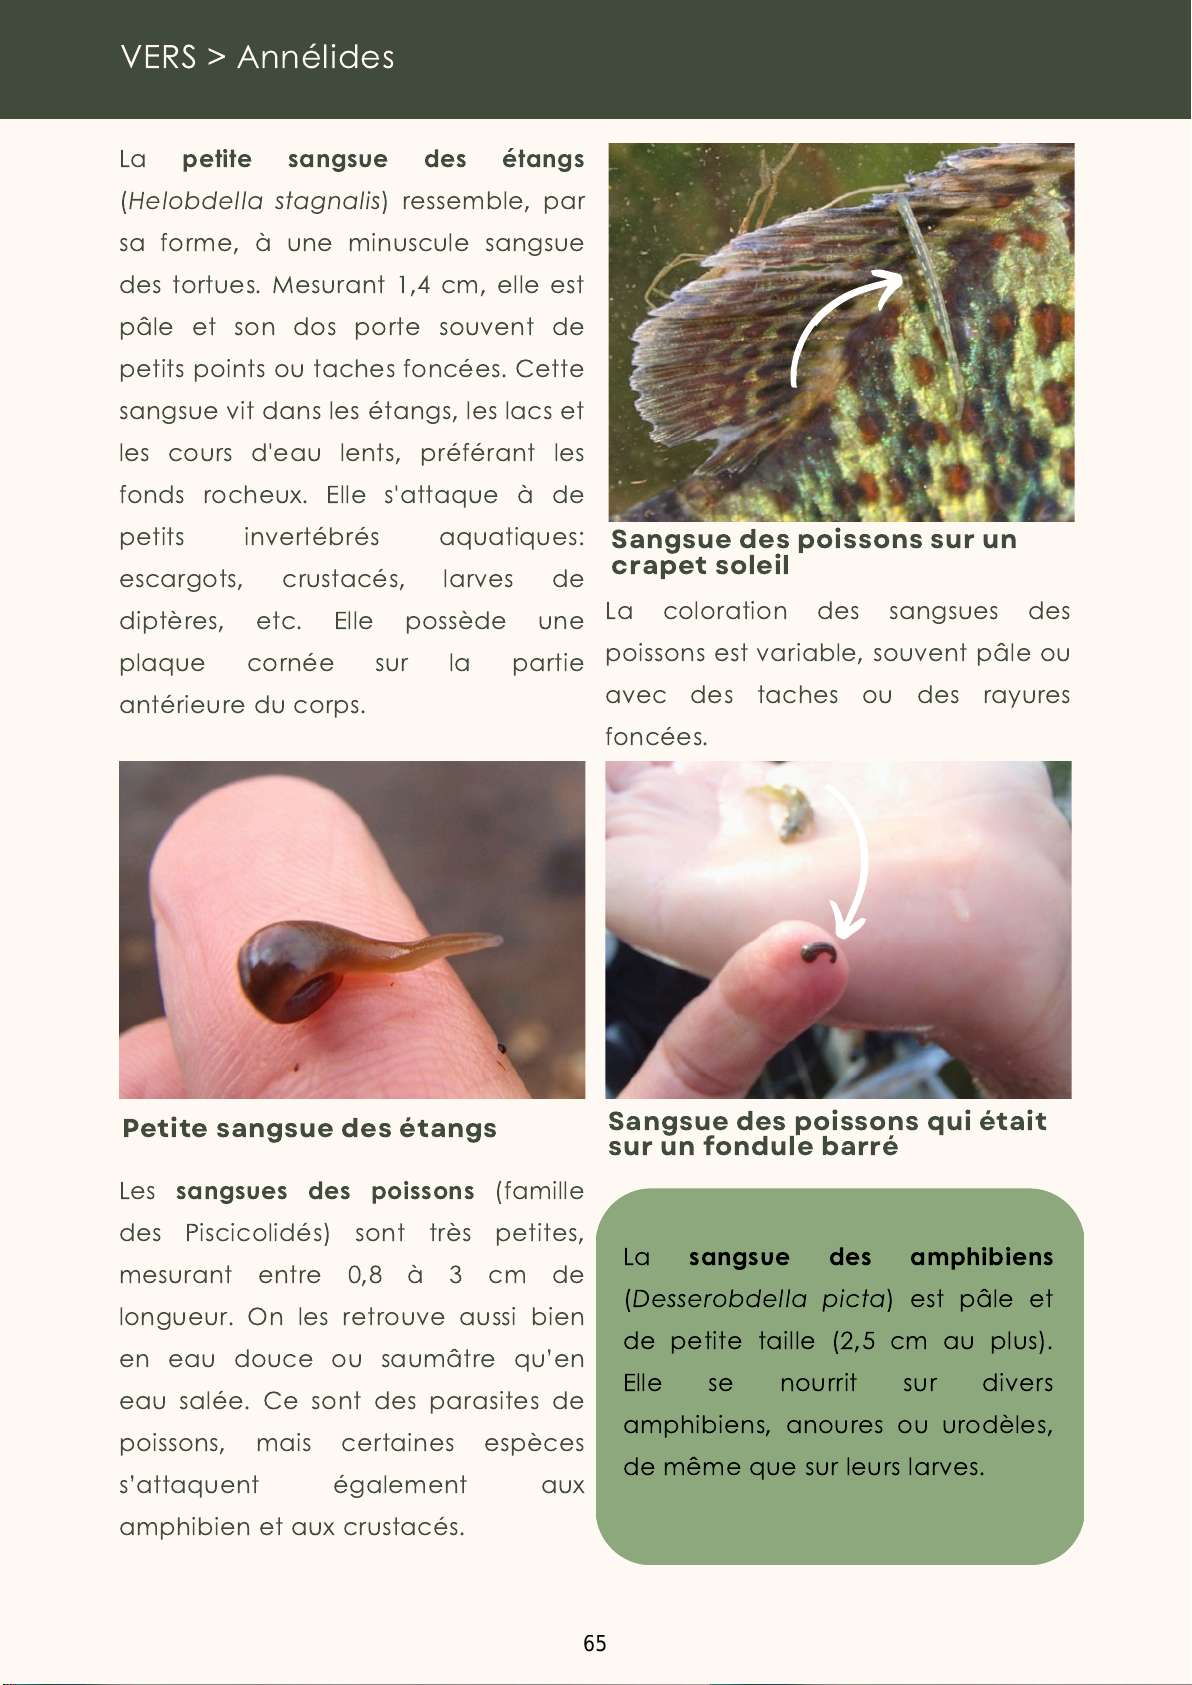 VERS > Annélides
La petite sangsue des étangs
(Helobdella stagnalis) ressemble, par
sa forme, à une minuscule sangsue
des tortues. Mesurant 1,4 cm, elle est
pâle et son dos porte souvent de
petits points ou taches foncées. Cette
sangsue vit dans les étangs, les lacs et
les cours d'eau lents, préférant les
fonds rocheux. Elle s'attaque à de
petits invertébrés aquatiques:
escargots, crustacés, larves de
diptères, etc. Elle possède une
plaque cornée sur la partie
antérieure du corps.
Petite sangsue des étangs
Les sangsues des poissons (famille
des Piscicolidés) sont très petites,
mesurant entre 0,8 à 3 cm de
longueur. On les retrouve aussi bien
en eau douce ou saumâtre qu’en
eau salée. Ce sont des parasites de
poissons, mais certaines espèces
s’attaquent également aux
amphibien et aux crustacés.
Sangsue des poissons sur un
crapet soleil
La coloration des sangsues des
poissons est variable, souvent pâle ou
avec des taches ou des rayures
foncées.
Sangsue des poissons qui était
sur un fondule barré
La sangsue des amphibiens
(Desserobdella picta) est pâle et
de petite taille (2,5 cm au plus).
Elle se nourrit sur divers
amphibiens, anoures ou urodèles,
de même que sur leurs larves.
65